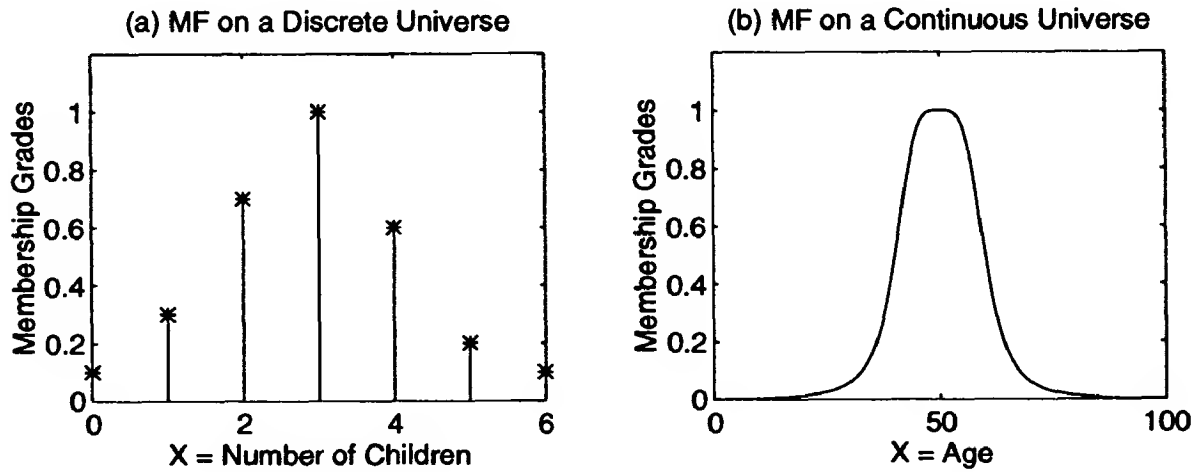 (a) MF on a Discrete Universe
Membership Grades
1
0.8
0.6
0.4
0.2
0
0 2 4 6
X = Number of Children
(b) MF on a Continuous Universe
Membership Grades
1
0.8
0.6
0.4
0.2
0
0 50 100
X = Age